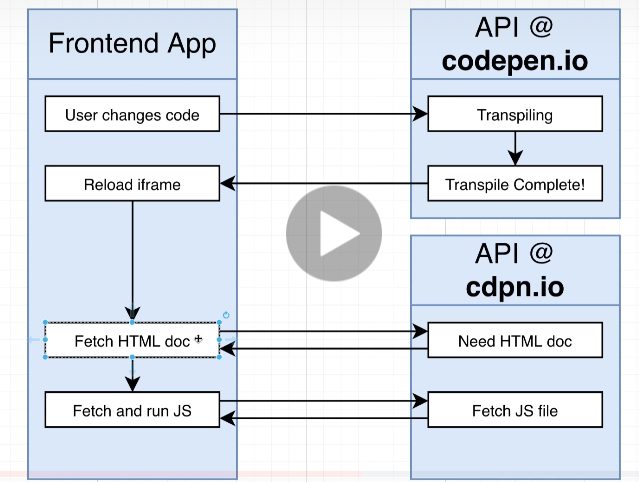 Frontend App
API @
codepen.io
User changes code
Transpiling
Reload iframe
Transpile Complete!
API @
cdpn.io
Fetch HTML doc
Need HTML doc
Fetch and run JS
Fetch JS file